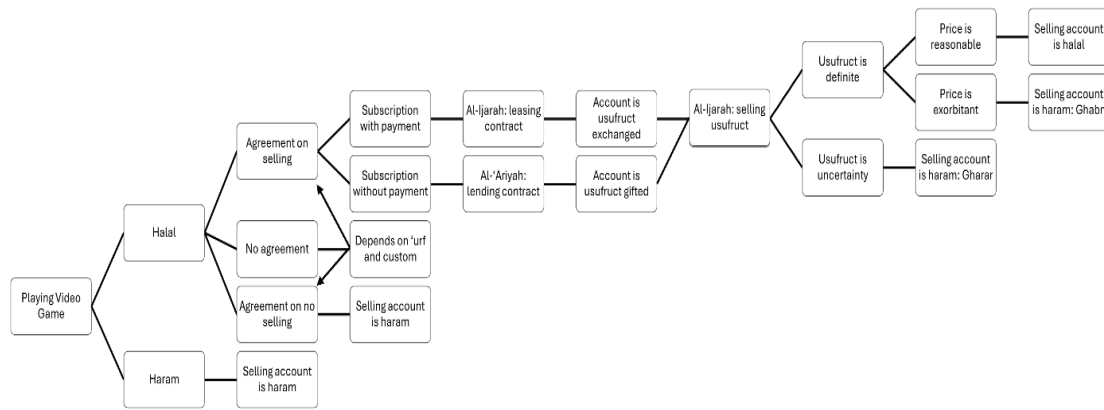 Playing Video
Game
Halal
Haram
Agreement on
selling
No agreement
Agreement on no
selling
Selling account
is haram
Subscription
with payment
Subscription
without payment
Depends on ‘urf
and custom
Selling account
is haram
Al-Ijarah: leasing
contract
Al-‘Ariyah:
lending contract
Account is
usufruct
exchanged
Account is
usufruct gifted
Al-Ijarah: selling
usufruct
Usufruct is
definite
Usufruct is
uncertainty
Price is
reasonable
Price is
exorbitant
Selling account
is haram: Gharar
Selling account
is halal
Selling account
is haram: Ghabn